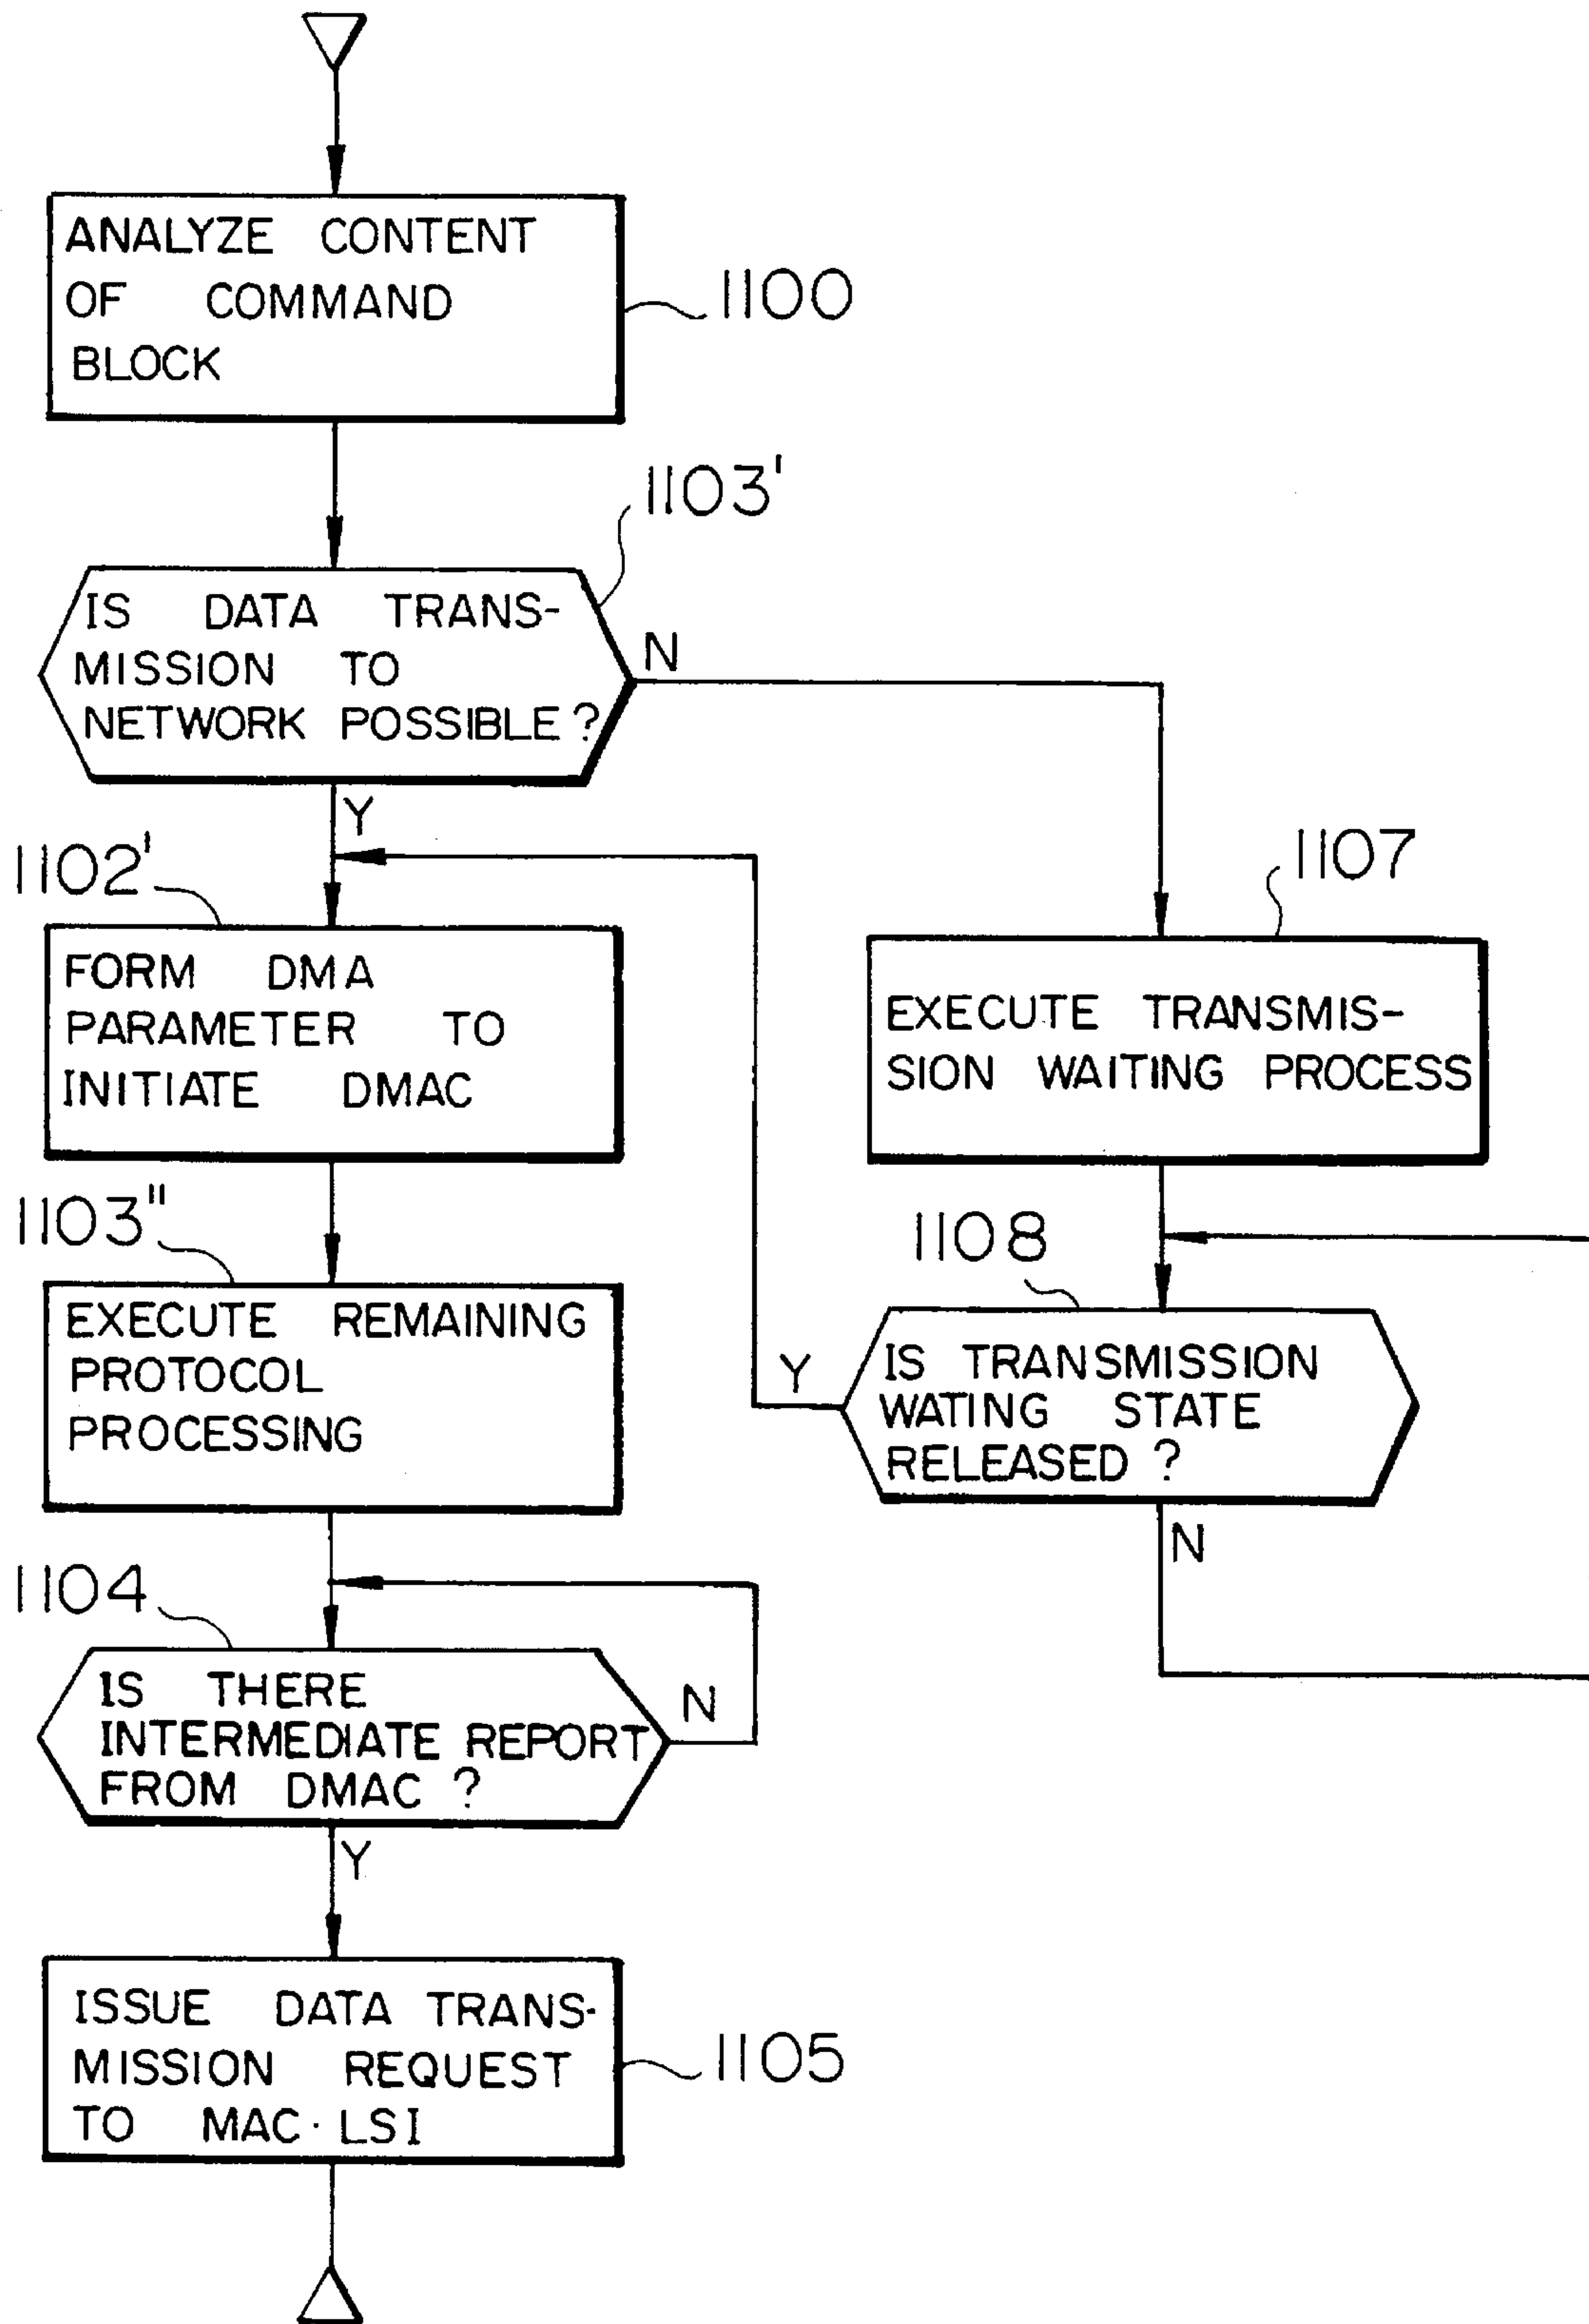 ANALYZE CONTENT
OF COMMAND
BLOCK
1100
1103'
IS DATA TRANS-
MISSION TO
NETWORK POSSIBLE?
N
Y
1102'
FORM DMA
PARAMETER TO
INITIATE DMAC
1107
EXECUTE TRANSMIS-
SION WAITING PROCESS
1103"
EXECUTE REMAINING
PROTOCOL
PROCESSING
1108
IS TRANSMISSION
WATING STATE
RELEASED ?
Y
N
1104
IS THERE
INTERMEDIATE REPORT
FROM DMAC ?
N
Y
ISSUE DATA TRANS-
MISSION REQUEST
TO MAC·LSI
1105